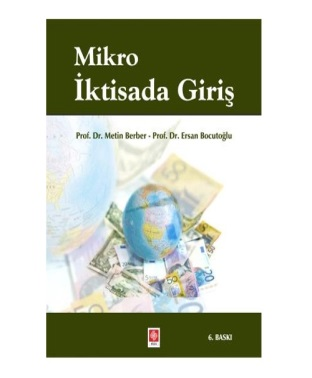 Mikro
İktisada Giriş
Prof. Dr. Metin Berber - Prof. Dr. Ersan Bocutoğlu
6. BASKI